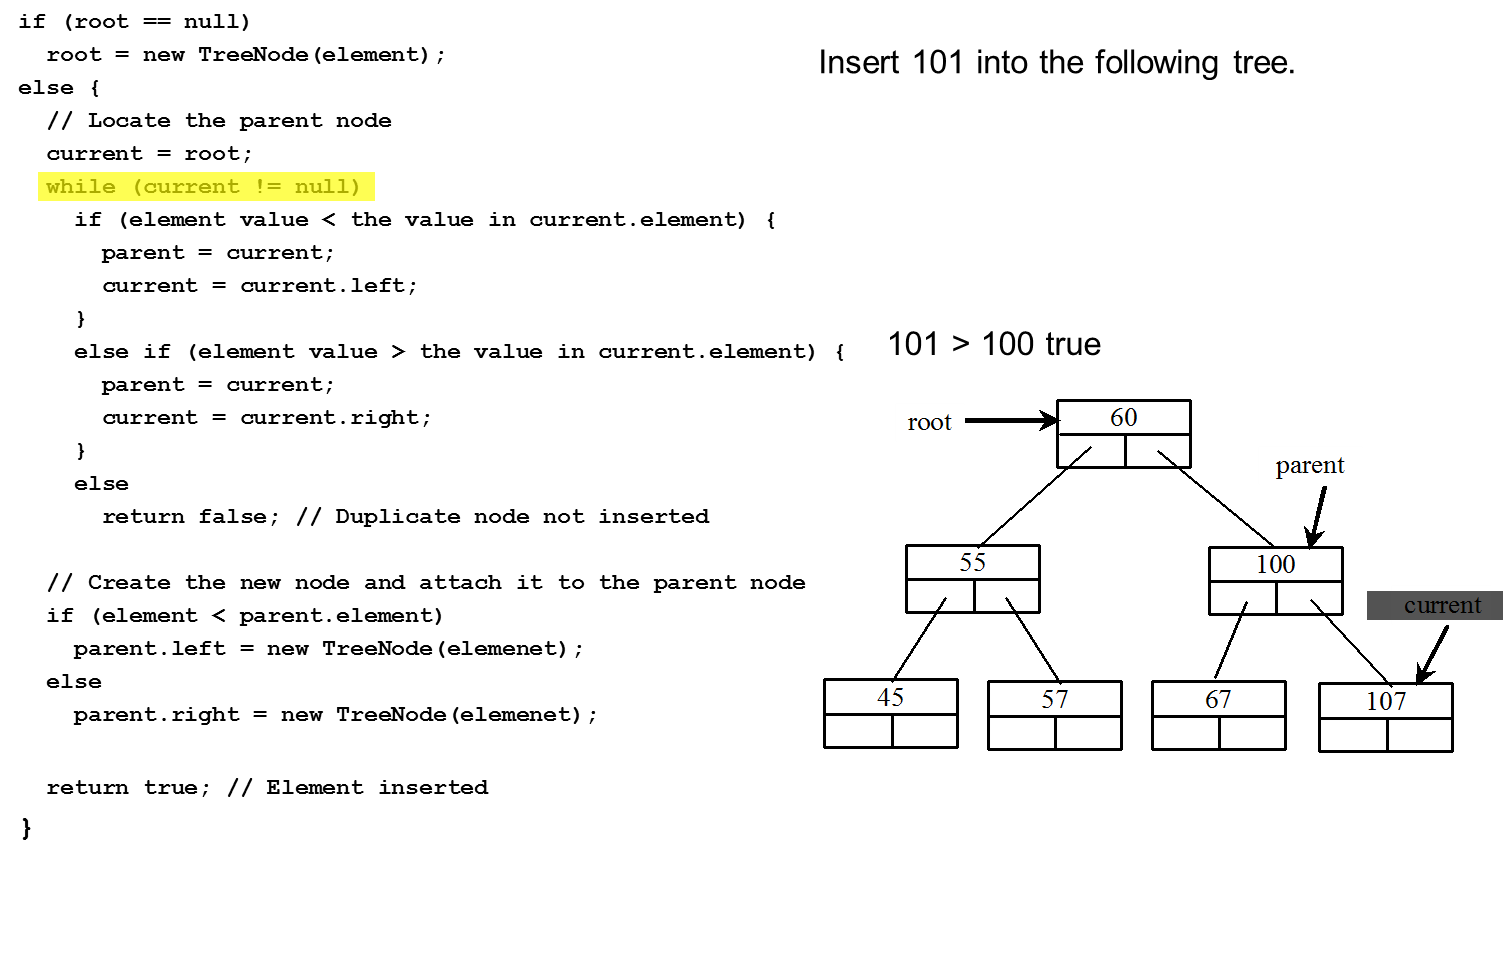 if (root == null)
root = new TreeNode(element);
else {
// Locate the parent node
current = root;
while (current != null)
if (element value < the value in current.element) {
parent = current;
current = current.left;
}
else if (element value > the value in current.element) {
parent = current;
current = current.right;
}
else
return false; // Duplicate node not inserted
// Create the new node and attach it to the parent node
if (element < parent.element)
parent.left = new TreeNode(elemenet);
else
parent.right = new TreeNode(elemenet);
return true; // Element inserted
}
Insert 101 into the following tree.
101 > 100 true
root
60
parent
55
100
current
45
57
67
107